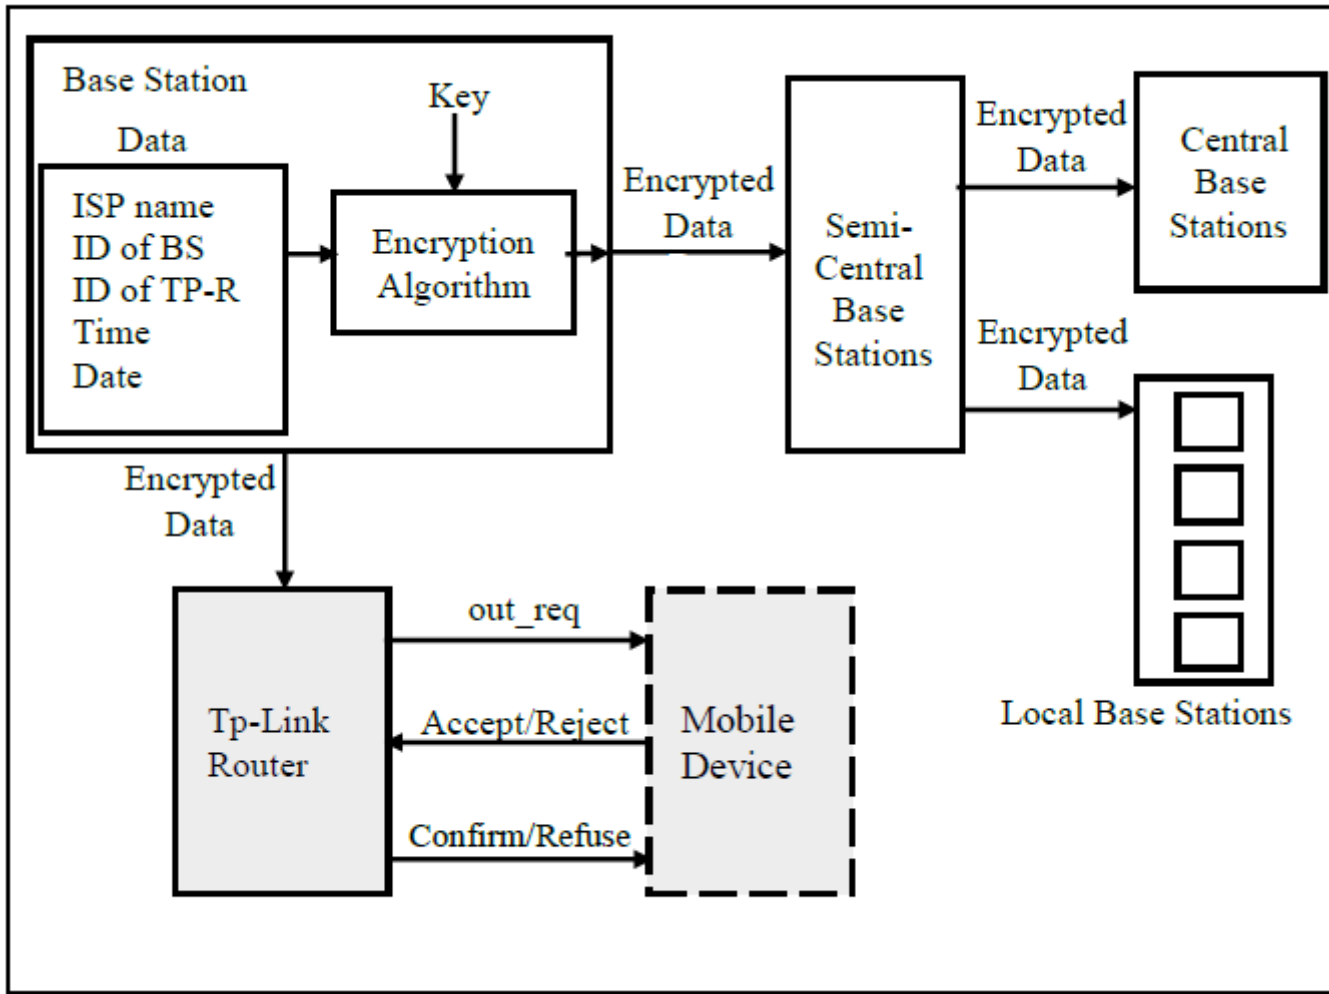 Base Station
Data
ISP name
ID of BS
ID of TP-R
Time
Date
Key
Encryption
Algorithm
Encrypted
Data
Semi-
Central
Base
Stations
Encrypted
Data
Central
Base
Stations
Encrypted
Data
Local Base Stations
Encrypted
Data
Tp-Link
Router
out_req
Accept/Reject
Confirm/Refuse
Mobile
Device